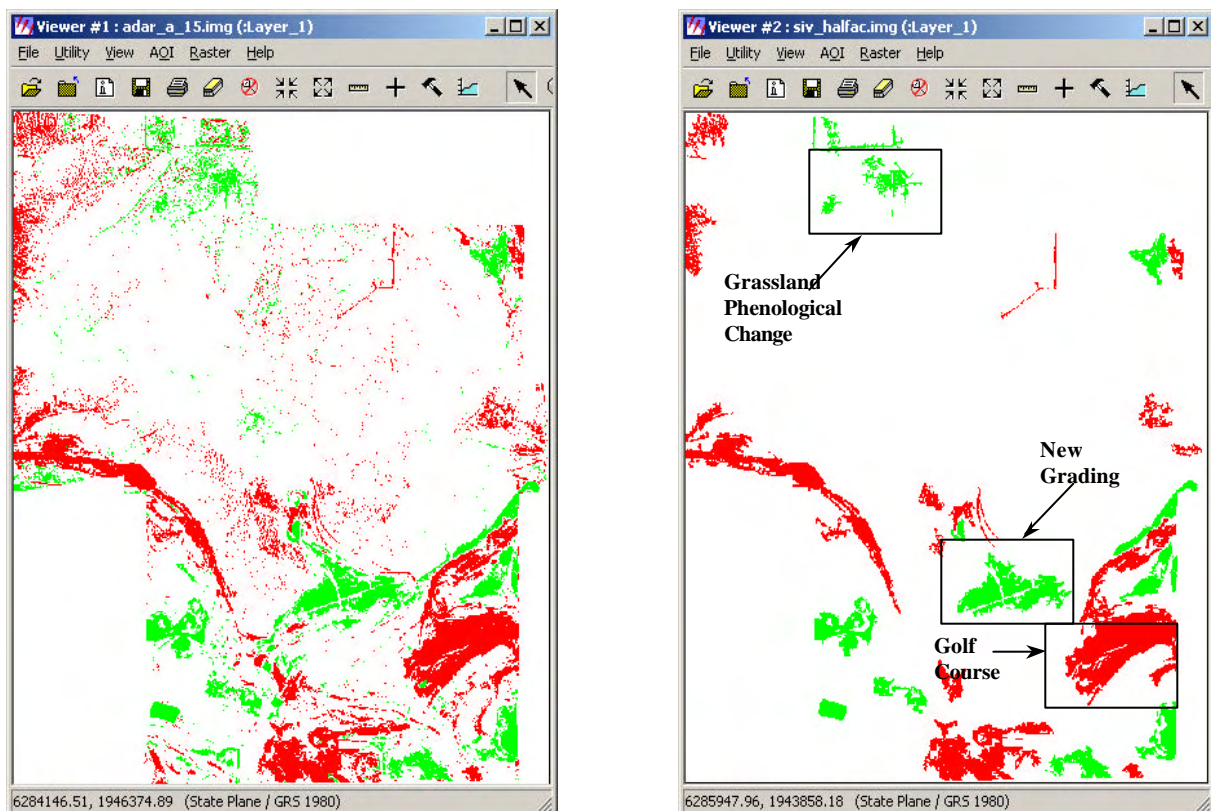 Viewer #1 : adar_a_15.img (:Layer_1)
File Utility View AOI Raster Help
6284146.51, 1946374.89 (State Plane / GRS 1980)
Viewer #2 : siv_halfac.img (:Layer_1)
File Utility View AOI Raster Help
Grassland
Phenological
Change
New
Grading
Golf
Course
6285947.96, 1943858.18 (State Plane / GRS 1980)